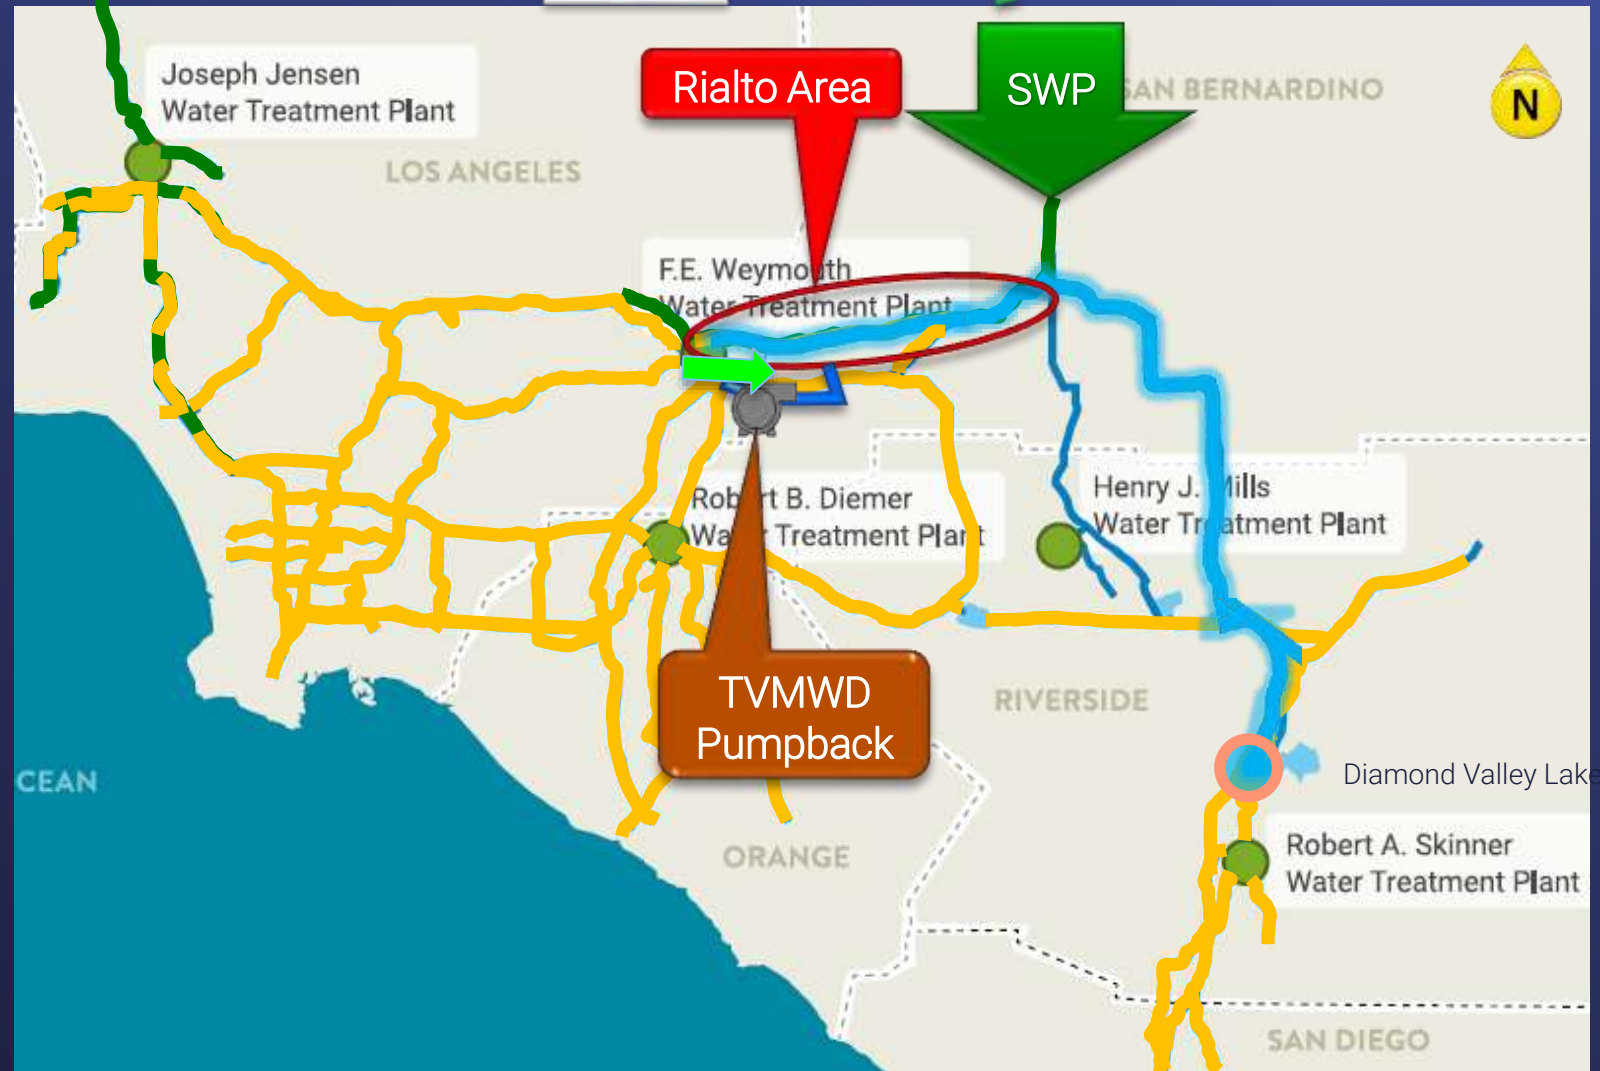 Joseph Jensen
Water Treatment Plant
LOS ANGELES
Rialto Area
SWP
SAN BERNARDINO
N
F.E. Weymouth
Water Treatment Plant
Robert B. Diemer
Water Treatment Plant
Henry J. Mills
Water Treatment Plant
TVMWD
Pumpback
RIVERSIDE
CEAN
Diamond Valley Lake
ORANGE
Robert A. Skinner
Water Treatment Plant
SAN DIEGO